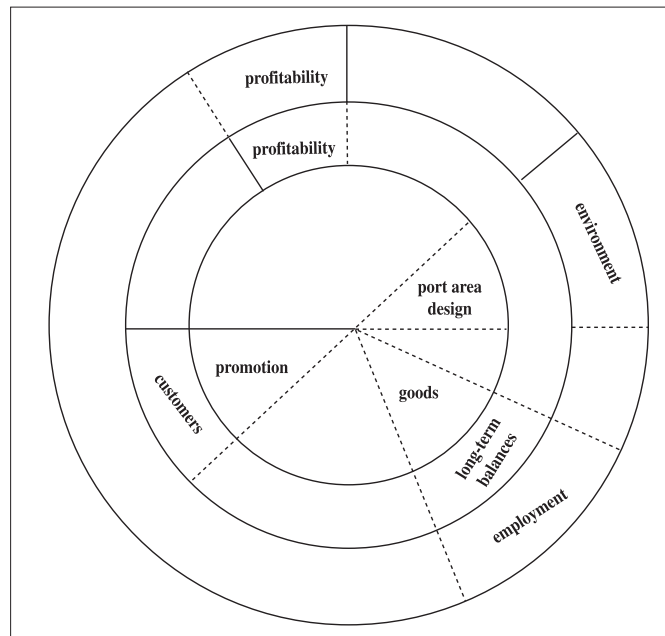 profitability
profitability
environment
port area
design
promotion
goods
customers
long-term
balances
employment